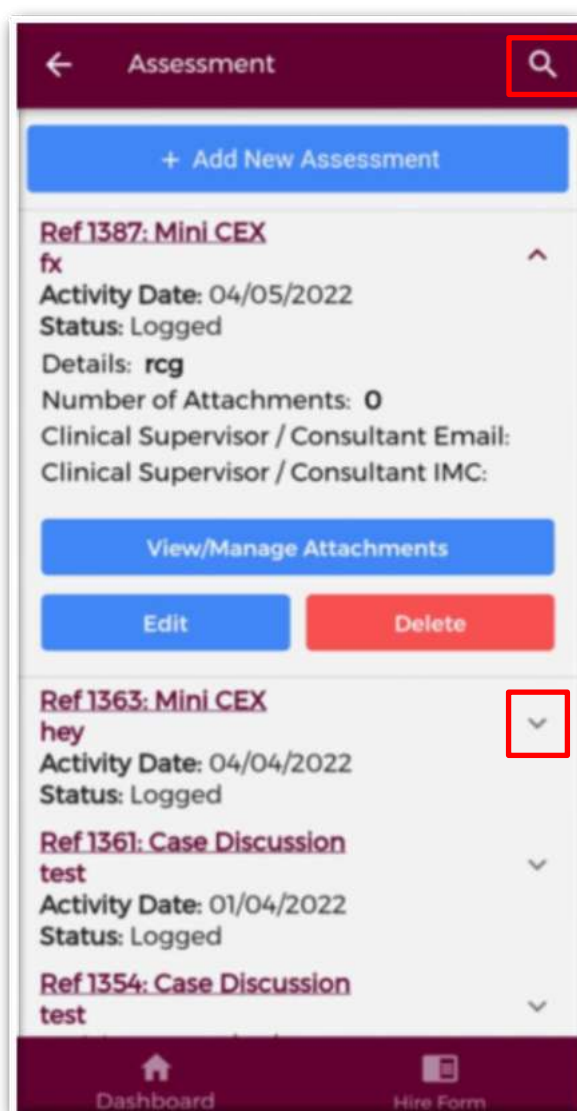 Assessment
+ Add New Assessment
Ref 1387: Mini CEX
fx
Activity Date: 04/05/2022
Status: Logged
Details: rcg
Number of Attachments: 0
Clinical Supervisor / Consultant Email:
Clinical Supervisor / Consultant IMC:
View/Manage Attachments
Edit Delete
Ref 1363: Mini CEX
hey
Activity Date: 04/04/2022
Status: Logged
Ref 1361: Case Discussion
test
Activity Date: 01/04/2022
Status: Logged
Ref 1354: Case Discussion
test
Dashboard Hire Form